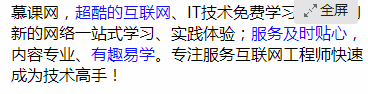 慕课网，超酷的互联网、IT技术免费学习
全屏
新的网络一站式学习、实践体验；服务及时贴心，
内容专业、有趣易学。专注服务互联网工程师快速
成为技术高手！